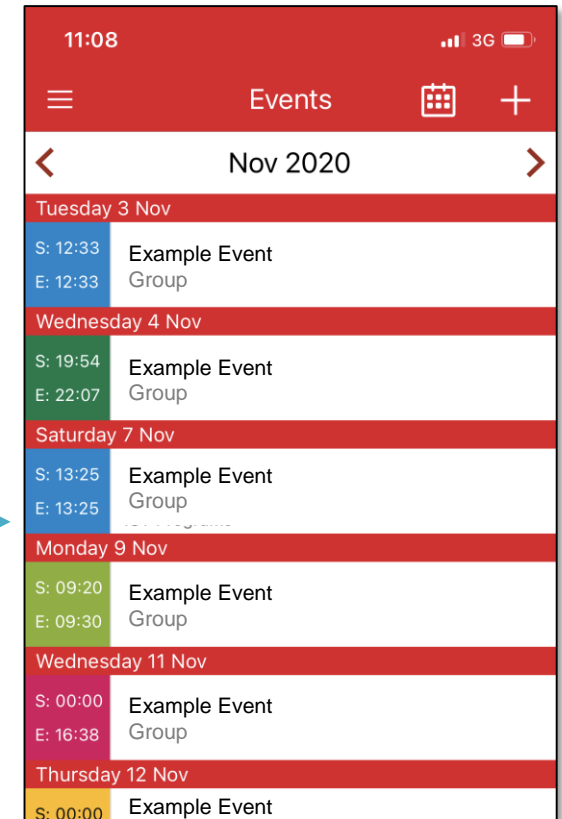 11:08
3G
Events
Nov 2020
Tuesday 3 Nov
S: 12:33
Example Event
E: 12:33
Group
Wednesday 4 Nov
S: 19:54
Example Event
E: 22:07
Group
Saturday 7 Nov
S: 13:25
Example Event
E: 13:25
Group
Monday 9 Nov
S: 09:20
Example Event
E: 09:30
Group
Wednesday 11 Nov
S: 00:00
Example Event
E: 16:38
Group
Thursday 12 Nov
S: 00:00
Example Event